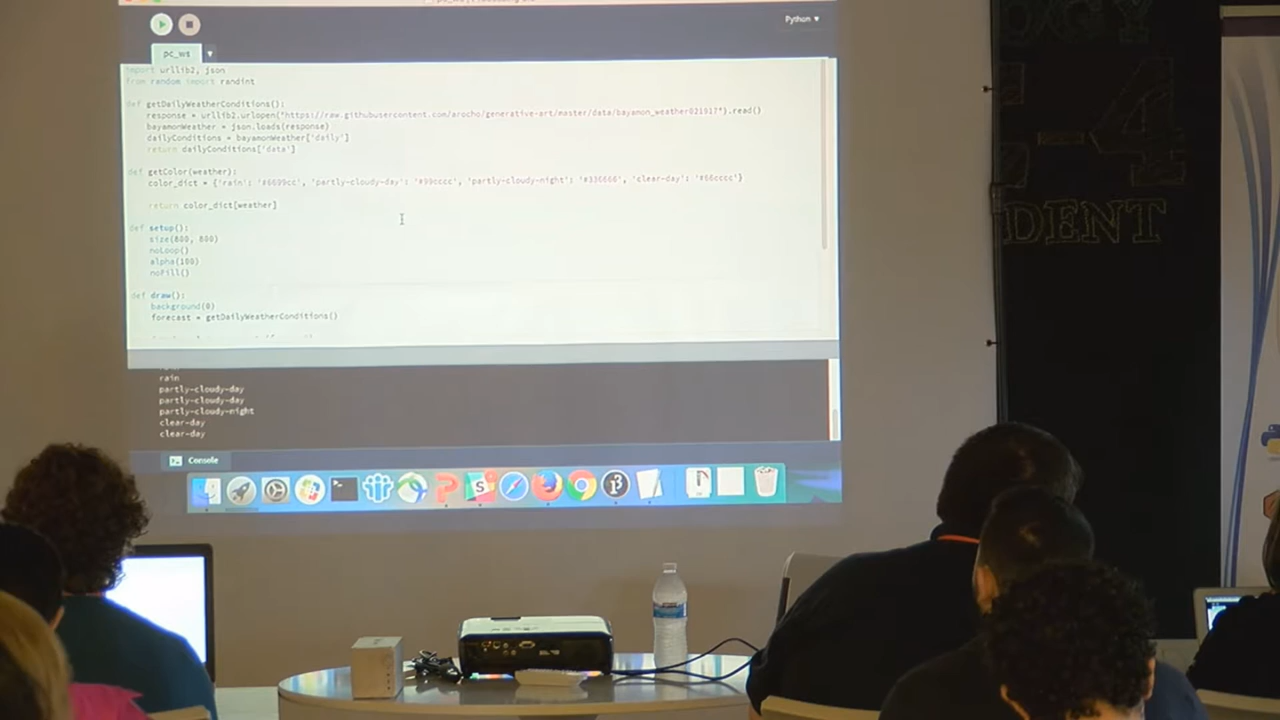 Python ▾
pc_ws
import urllib2, json
from random import randint
def getDailyWeatherConditions():
response = urllib2.urlopen("https://raw.githubusercontent.com/arocho/generative-art/master/data/bayamon_weather021917").read()
bayamonWeather = json.loads(response)
dailyConditions = bayamonWeather['daily']
return dailyConditions['data']
def getColor(weather):
color_dict = {'rain': '#6699cc', 'partly-cloudy-day': '#99cccc', 'partly-cloudy-night': '#336666', 'clear-day': '#66cccc'}
return color_dict[weather]
def setup():
size(800, 800)
noLoop()
alpha(100)
noFill()
def draw():
background(0)
forecast = getDailyWeatherConditions()
rain
partly-cloudy-day
partly-cloudy-day
partly-cloudy-night
clear-day
clear-day
Console
OGY
-4
DENT